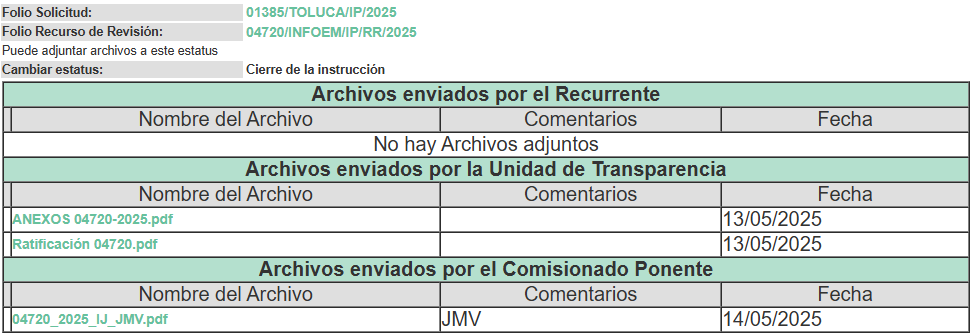 Folio Solicitud: 01385/TOLUCA/IP/2025
Folio Recurso de Revisión: 04720/INFOEM/IP/RR/2025
Puede adjuntar archivos a este estatus
Cambiar estatus: Cierre de la instrucción
Archivos enviados por el Recurrente
Nombre del Archivo Comentarios Fecha
No hay Archivos adjuntos
Archivos enviados por la Unidad de Transparencia
Nombre del Archivo Comentarios Fecha
ANEXOS 04720-2025.pdf 13/05/2025
Ratificación 04720.pdf 13/05/2025
Archivos enviados por el Comisionado Ponente
Nombre del Archivo Comentarios Fecha
04720_2025_IJ_JMV.pdf JMV 14/05/2025